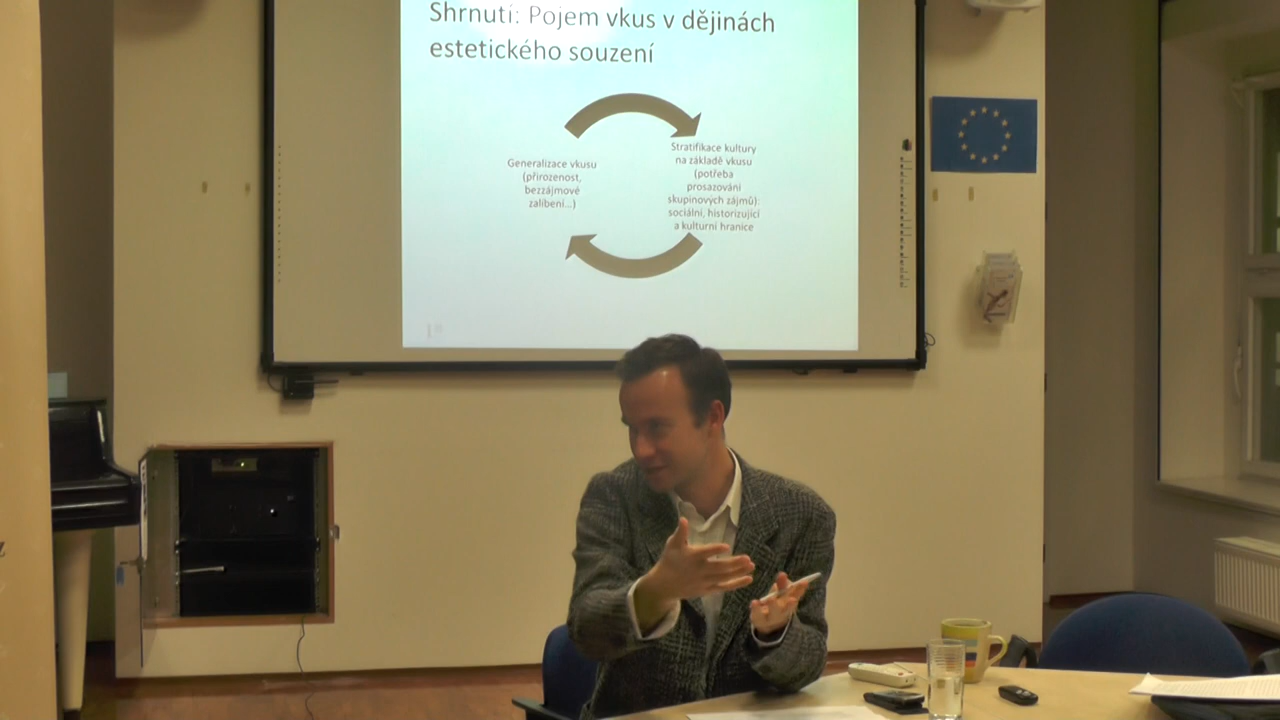 Shrnutí: Pojem vkus v dějinách
estetického souzení
Generalizace vkusu
(přirozenost,
bezzájmové
zalíbení...)
Stratifikace kultury
na základě vkusu
(potřeba
prosazování
skupinových zájmů):
sociální, historizující
a kulturní hranice